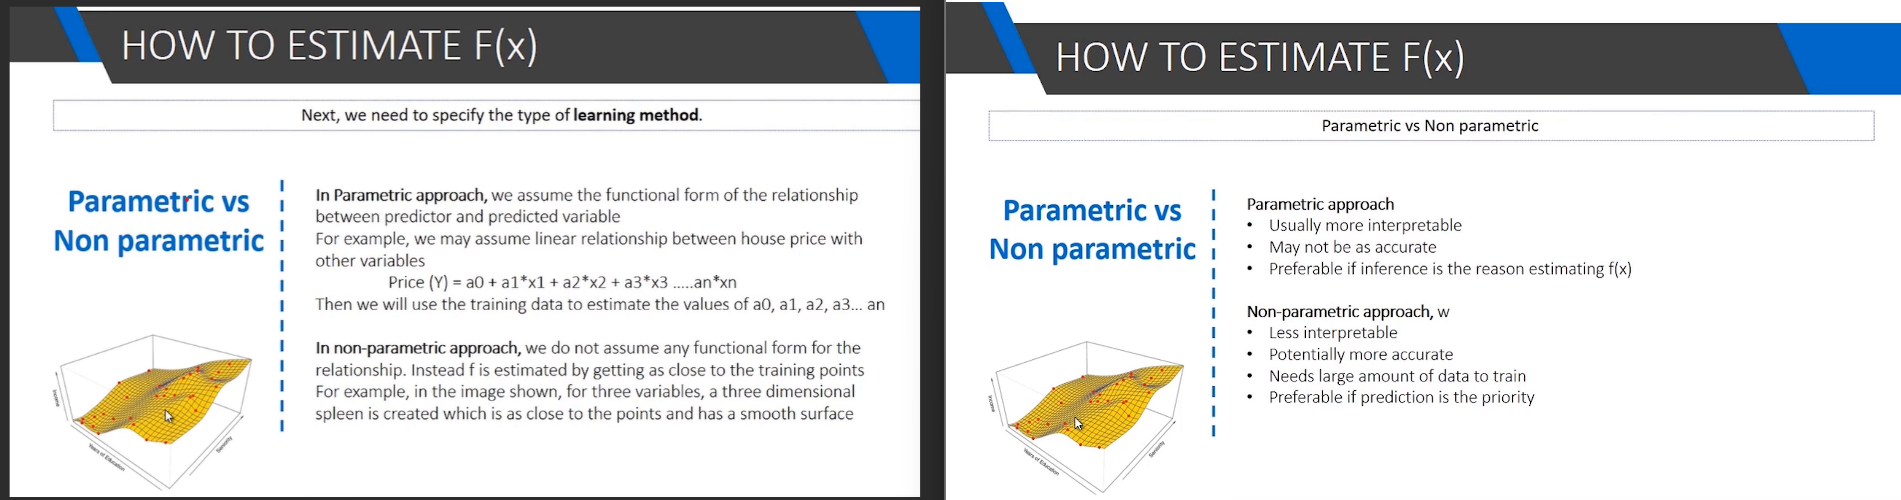 HOW TO ESTIMATE F(x)
Next, we need to specify the type of learning method.
Parametric vs
Non parametric
In Parametric approach, we assume the functional form of the relationship
between predictor and predicted variable
For example, we may assume linear relationship between house price with
other variables
Price (Y) = a0 + a1*x1 + a2*x2 + a3*x3 .....an*xn
Then we will use the training data to estimate the values of a0, a1, a2, a3... an
In non-parametric approach, we do not assume any functional form for the
relationship. Instead f is estimated by getting as close to the training points
For example, in the image shown, for three variables, a three dimensional
spleen is created which is as close to the points and has a smooth surface
Income
Years of Education
Seniority
HOW TO ESTIMATE F(x)
Parametric vs Non parametric
Parametric vs
Non parametric
Parametric approach
• Usually more interpretable
• May not be as accurate
• Preferable if inference is the reason estimating f(x)
Non-parametric approach, w
• Less interpretable
• Potentially more accurate
• Needs large amount of data to train
• Preferable if prediction is the priority
Income
Years of Education
Seniority